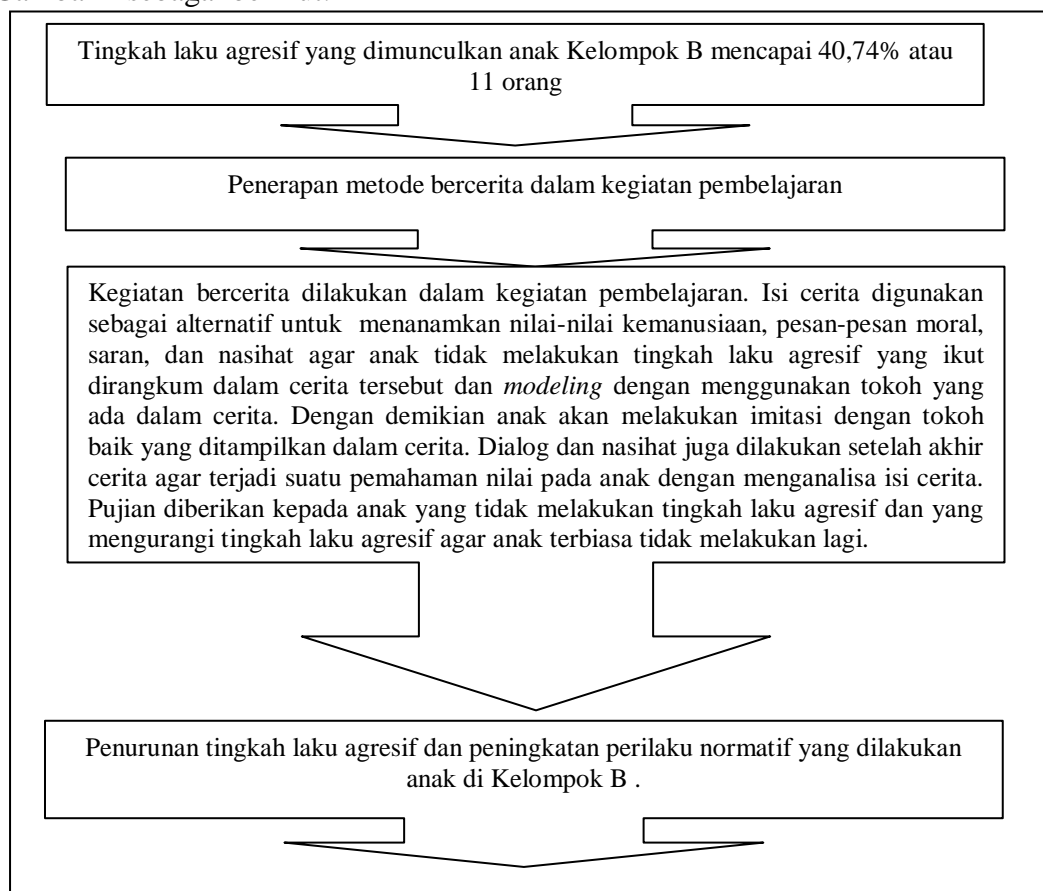 Tingkah laku agresif yang dimunculkan anak Kelompok B mencapai 40,74% atau
11 orang
Penerapan metode bercerita dalam kegiatan pembelajaran
Kegiatan bercerita dilakukan dalam kegiatan pembelajaran. Isi cerita digunakan
sebagai alternatif untuk menanamkan nilai-nilai kemanusiaan, pesan-pesan moral,
saran, dan nasihat agar anak tidak melakukan tingkah laku agresif yang ikut
dirangkum dalam cerita tersebut dan modeling dengan menggunakan tokoh yang
ada dalam cerita. Dengan demikian anak akan melakukan imitasi dengan tokoh
baik yang ditampilkan dalam cerita. Dialog dan nasihat juga dilakukan setelah akhir
cerita agar terjadi suatu pemahaman nilai pada anak dengan menganalisa isi cerita.
Pujian diberikan kepada anak yang tidak melakukan tingkah laku agresif dan yang
mengurangi tingkah laku agresif agar anak terbiasa tidak melakukan lagi.
Penurunan tingkah laku agresif dan peningkatan perilaku normatif yang dilakukan
anak di Kelompok B .